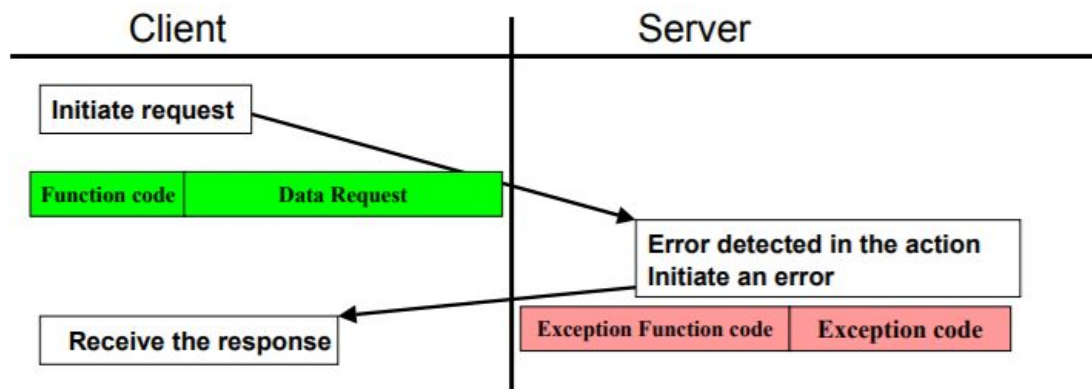 Client
Server
Initiate request
Function code
Data Request
Error detected in the action
Initiate an error
Exception Function code
Exception code
Receive the response